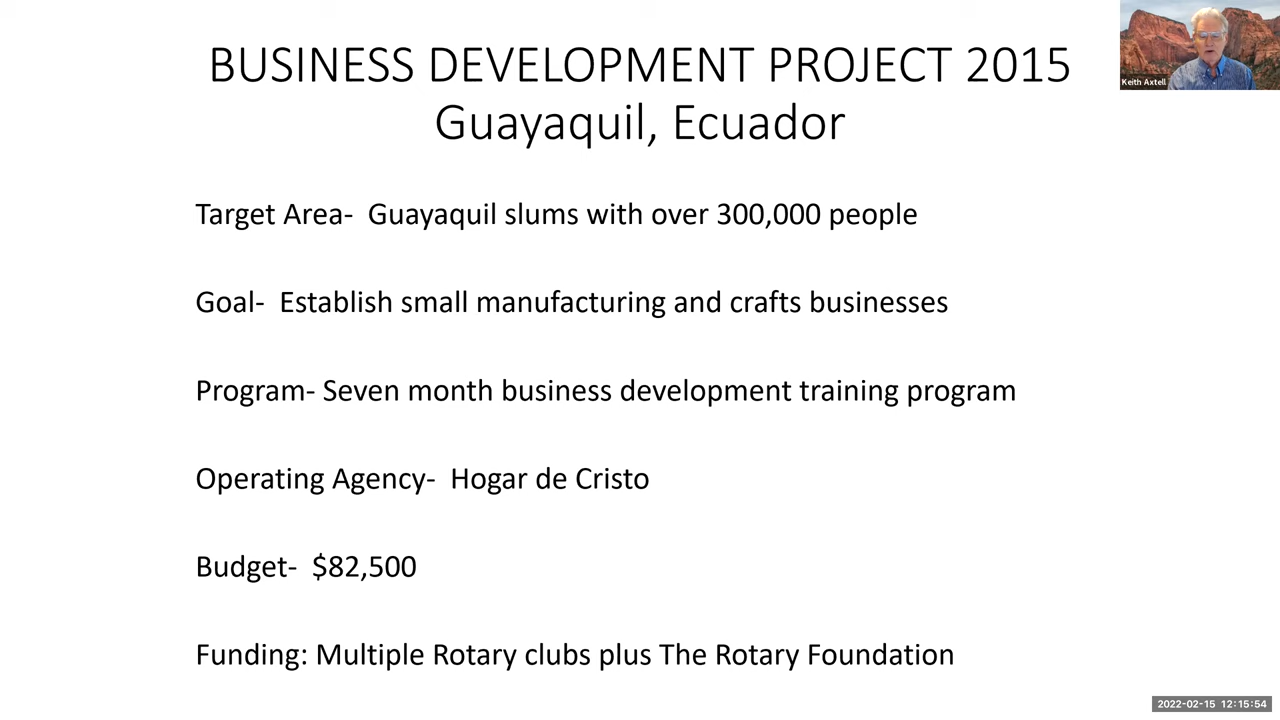 BUSINESS DEVELOPMENT PROJECT 2015
Guayaquil, Ecuador
Keith Axtell
Target Area-  Guayaquil slums with over 300,000 people
Goal-  Establish small manufacturing and crafts businesses
Program- Seven month business development training program
Operating Agency-  Hogar de Cristo
Budget-  $82,500
Funding: Multiple Rotary clubs plus The Rotary Foundation
2022-02-15  12:15:54